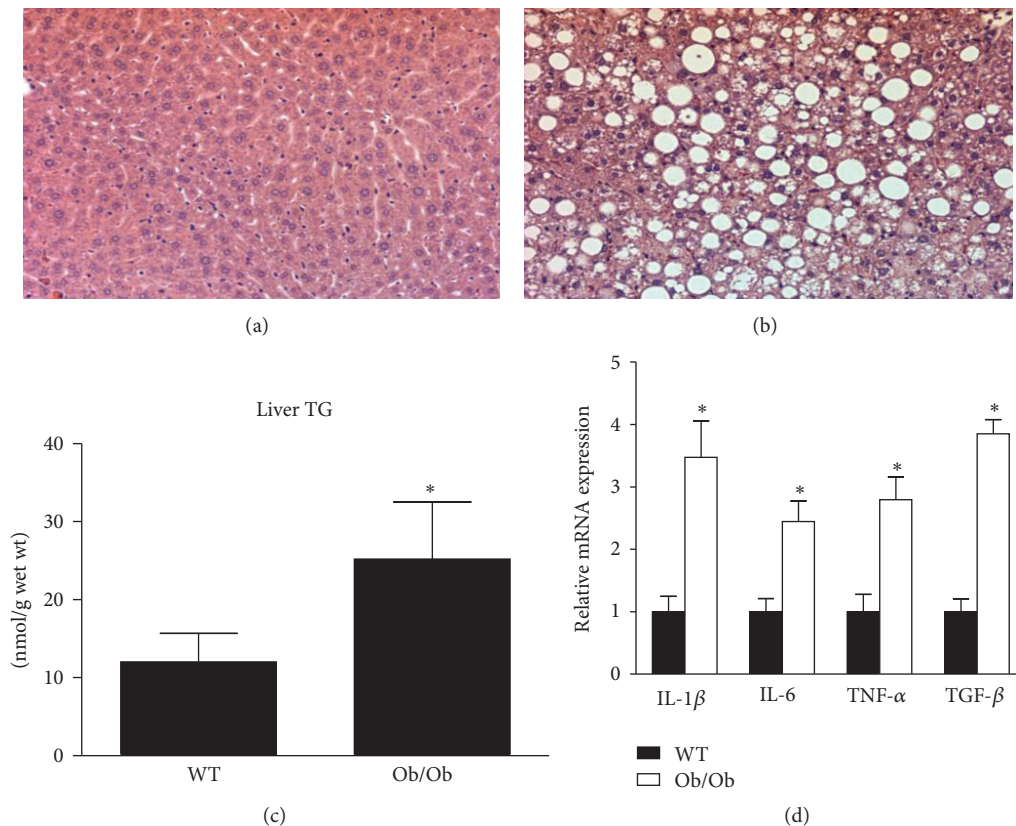 (a)
(b)
Liver TG
(nmol/g wet wt)
40
30
20
10
0
*
WT
Ob/Ob
(c)
Relative mRNA expression
5
4
3
2
1
0
*
*
*
*
IL-1β
IL-6
TNF-α
TGF-β
WT
Ob/Ob
(d)